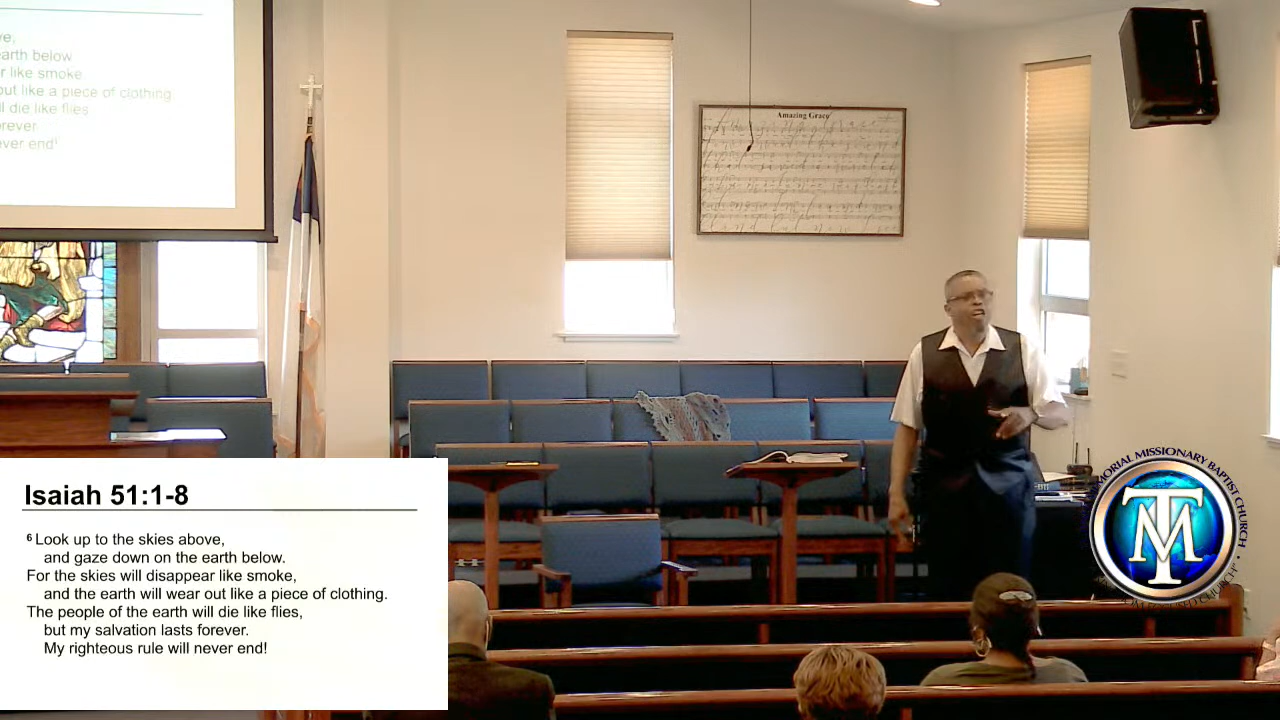 ve,
earth below
r like smoke
out like a piece of clothing
ll die like flies
orever
ever end¹
Amazing Grace
Isaiah 51:1-8
⁶ Look up to the skies above,
and gaze down on the earth below.
For the skies will disappear like smoke,
and the earth will wear out like a piece of clothing.
The people of the earth will die like flies,
but my salvation lasts forever.
My righteous rule will never end!
MORIAL MISSIONARY BAPTIST CHURCH
TM